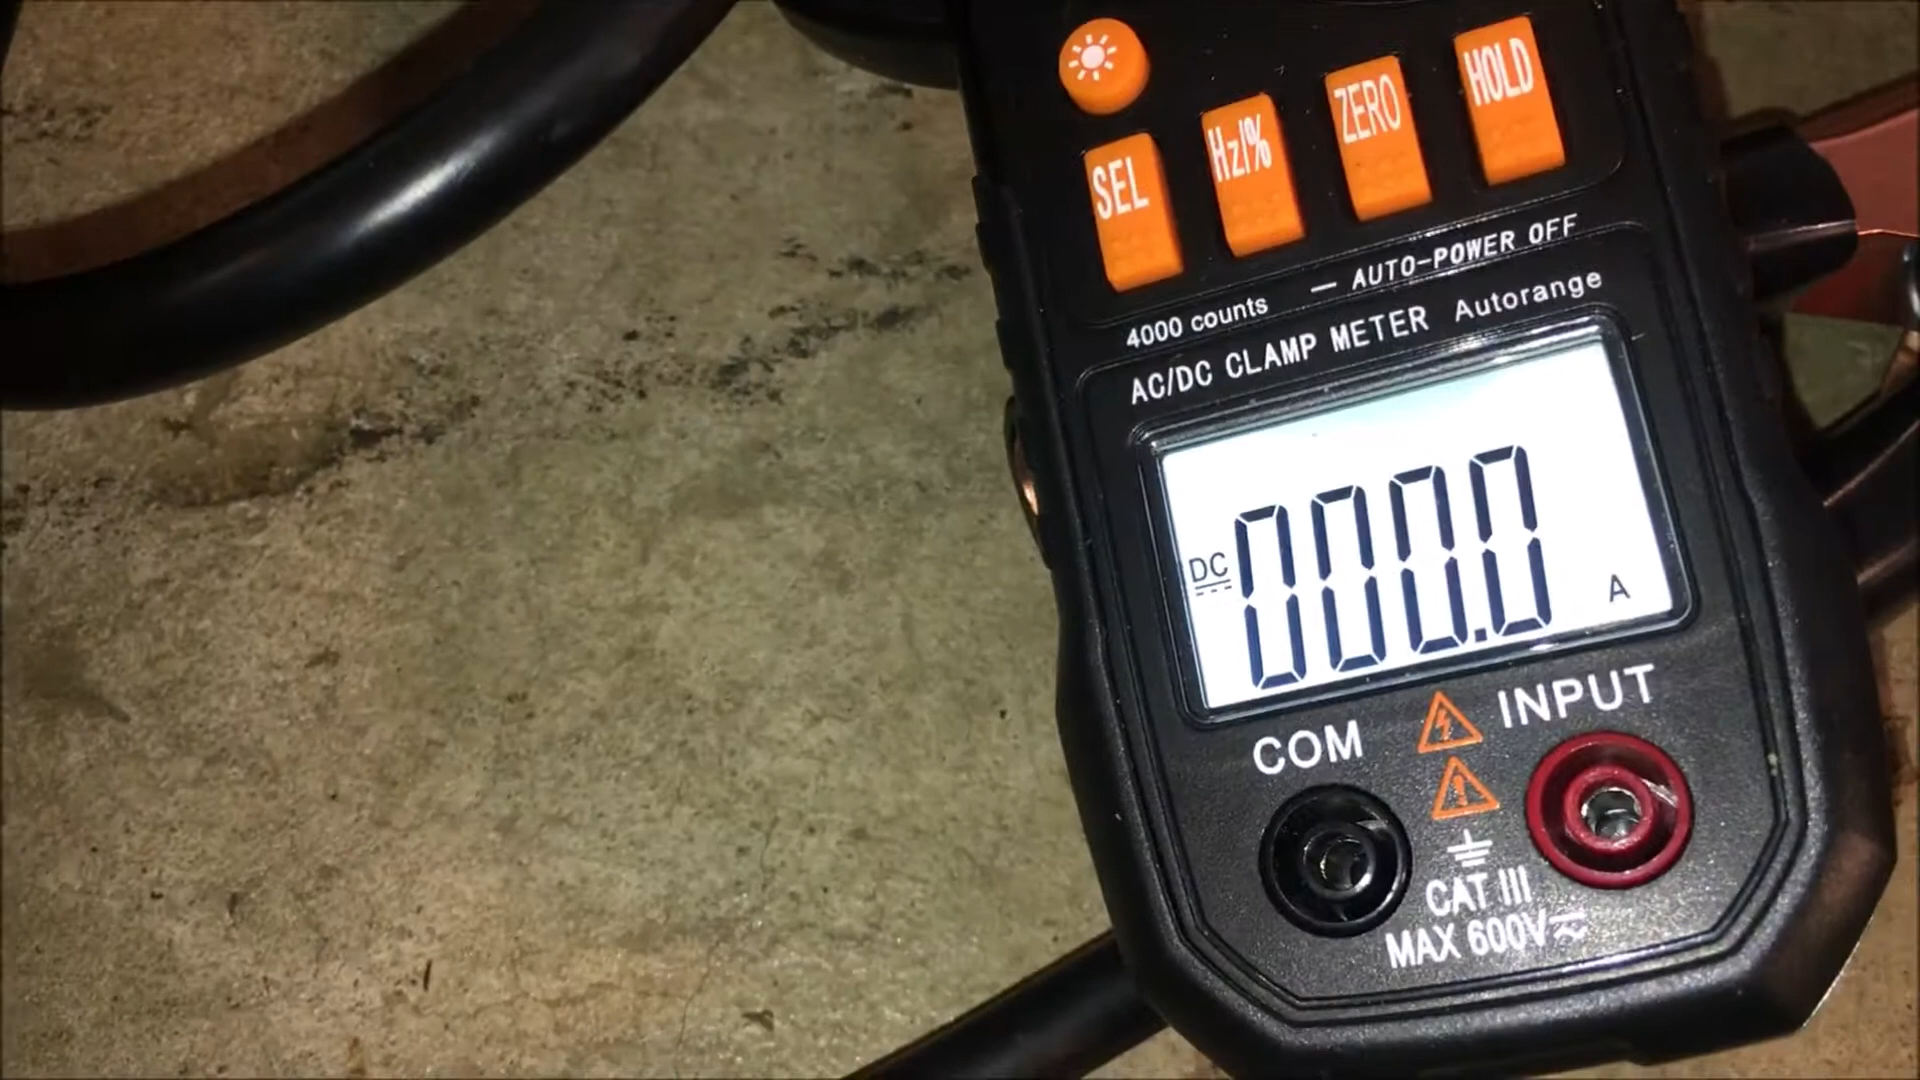 SEL
Hz/%
ZERO
HOLD
4000 counts — AUTO-POWER OFF
AC/DC CLAMP METER Autorange
DC 000.0 A
COM INPUT
CAT III
MAX 600V